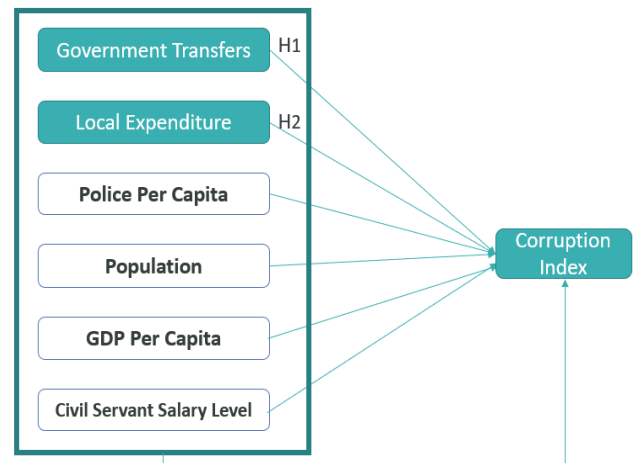 Government Transfers
H1
Local Expenditure
H2
Police Per Capita
Population
GDP Per Capita
Civil Servant Salary Level
Corruption
Index